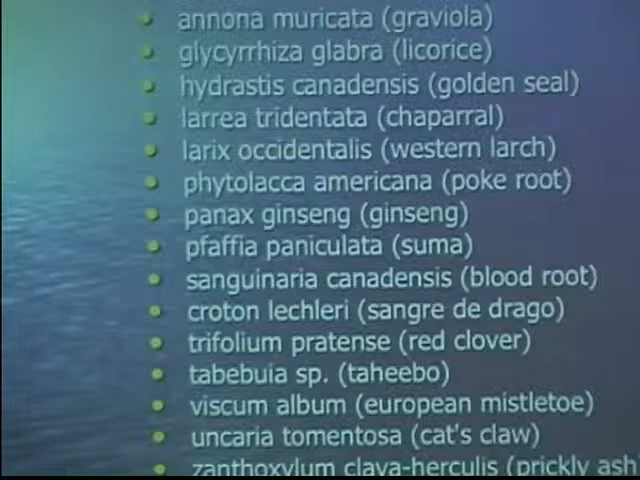 annona muricata (graviola)
glycyrrhiza glabra (licorice)
hydrastis canadensis (golden seal)
larrea tridentata (chaparral)
larix occidentalis (western larch)
phytolacca americana (poke root)
panax ginseng (ginseng)
pfaffia paniculata (suma)
sanguinaria canadensis (blood root)
croton lechleri (sangre de drago)
trifolium pratense (red clover)
tabebuia sp. (taheebo)
viscum album (european mistletoe)
uncaria tomentosa (cat's claw)
zanthoxylum clava-herculis (prickly ash